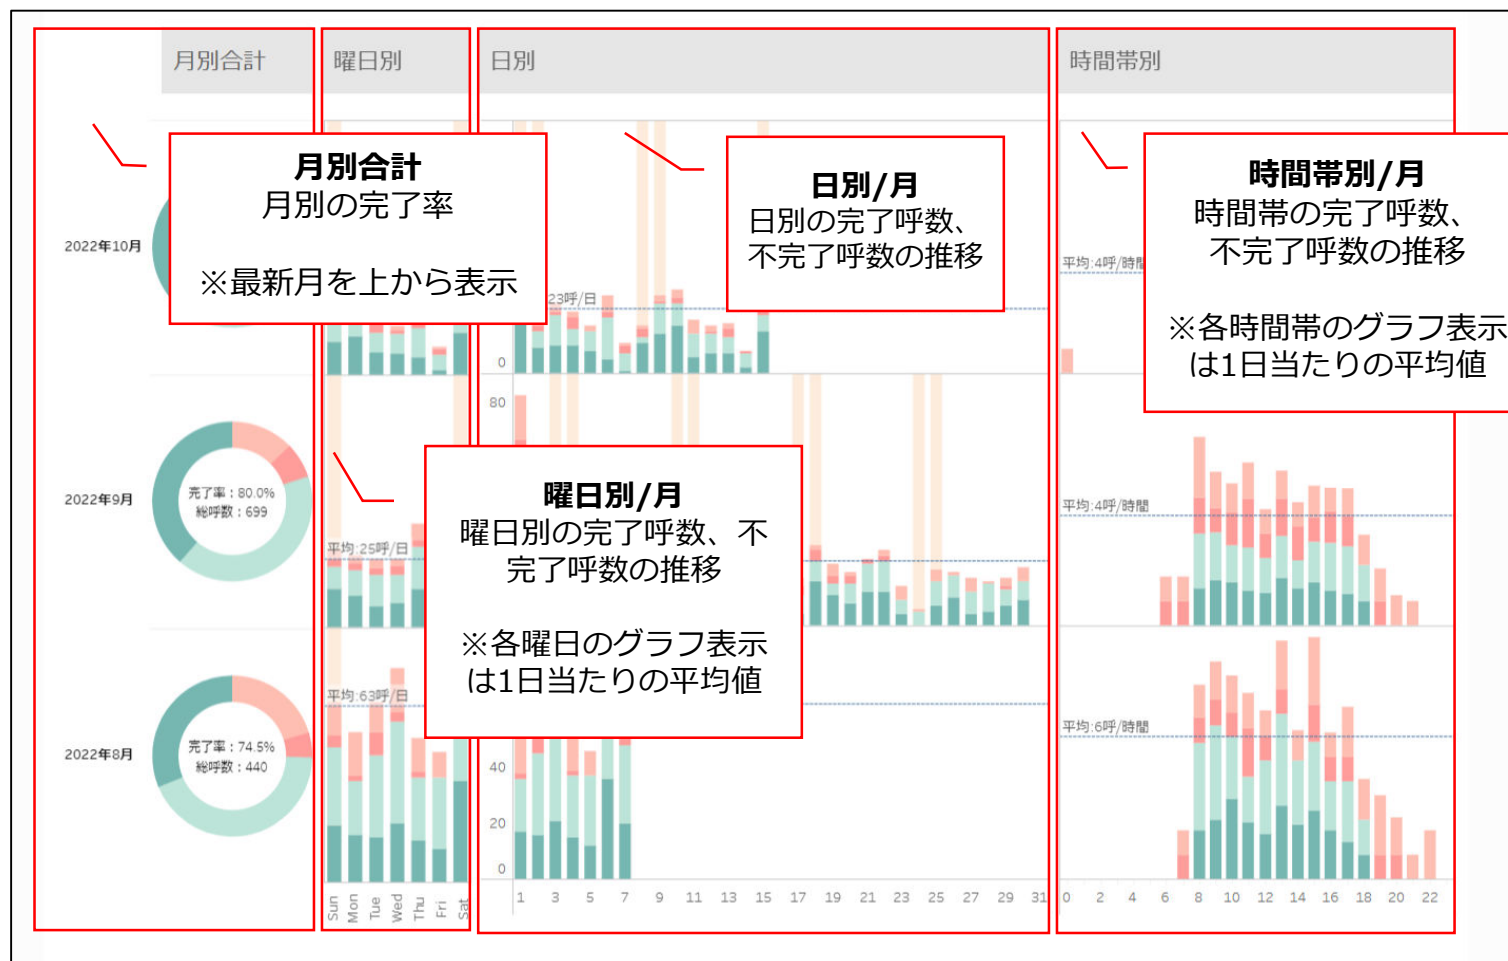 月別合計
曜日別
日別
時間帯別
月別合計
月別の完了率
※最新月を上から表示
日別/月
日別の完了呼数、
不完了呼数の推移
時間帯別/月
時間帯の完了呼数、
不完了呼数の推移
※各時間帯のグラフ表示
は1日当たりの平均値
2022年10月
23呼/日
0
平均:4呼/時間
80
2022年9月
完了率：80.0%
総呼数：699
平均:25呼/日
曜日別/月
曜日別の完了呼数、不
完了呼数の推移
※各曜日のグラフ表示
は1日当たりの平均値
平均:4呼/時間
2022年8月
完了率：74.5%
総呼数：440
平均:63呼/日
平均:6呼/時間
40
20
0
Sun Mon Tue Wed Thu Fri Sat
1 3 5 7 9 11 13 15 17 19 21 23 25 27 29 31
0 2 4 6 8 10 12 14 16 18 20 22